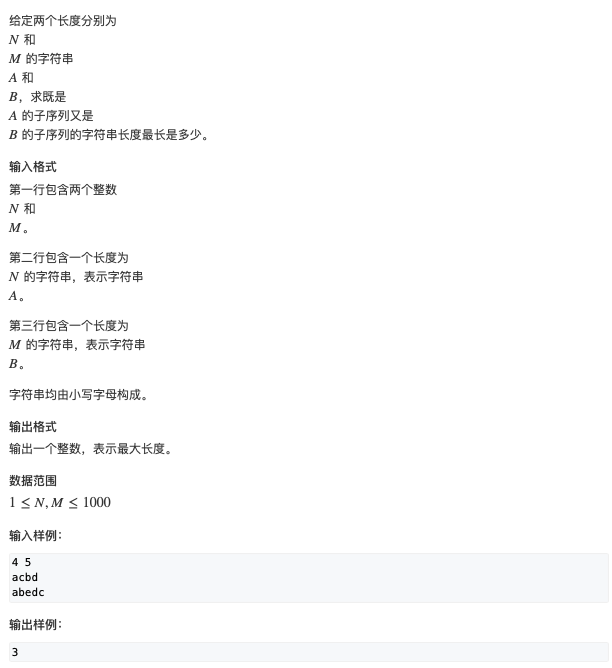 给定两个长度分别为
N 和
M 的字符串
A 和
B，求既是
A 的子序列又是
B 的子序列的字符串长度最长是多少。
输入格式
第一行包含两个整数
N 和
M。
第二行包含一个长度为
N 的字符串，表示字符串
A。
第三行包含一个长度为
M 的字符串，表示字符串
B。
字符串均由小写字母构成。
输出格式
输出一个整数，表示最大长度。
数据范围
1 ≤ N, M ≤ 1000
输入样例：
4 5
acbd
abedc
输出样例：
3